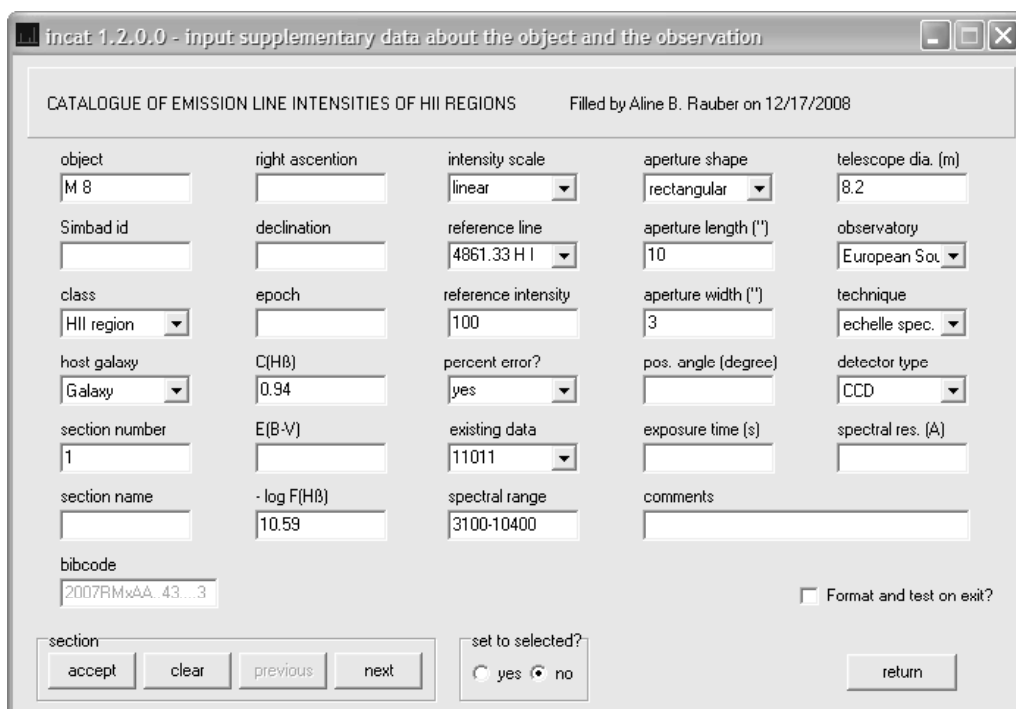 incat 1.2.0.0 - input supplementary data about the object and the observation
CATALOGUE OF EMISSION LINE INTENSITIES OF HII REGIONS Filled by Aline B. Rauber on 12/17/2008
object right ascention intensity scale aperture shape telescope dia. (m)
M 8 linear rectangular 8.2
Simbad id declination reference line aperture length ('') observatory
4861.33 H I 10 European Sou
class epoch reference intensity aperture width ('') technique
HII region 100 3 echelle spec.
host galaxy C(Hß) percent error? pos. angle (degree) detector type
Galaxy 0.94 yes CCD
section number E(B-V) existing data exposure time (s) spectral res. (A)
1 11011
section name - log F(Hß) spectral range comments
10.59 3100-10400
bibcode
2007RMxAA..43....3 Format and test on exit?
section set to selected?
accept clear previous next yes no return